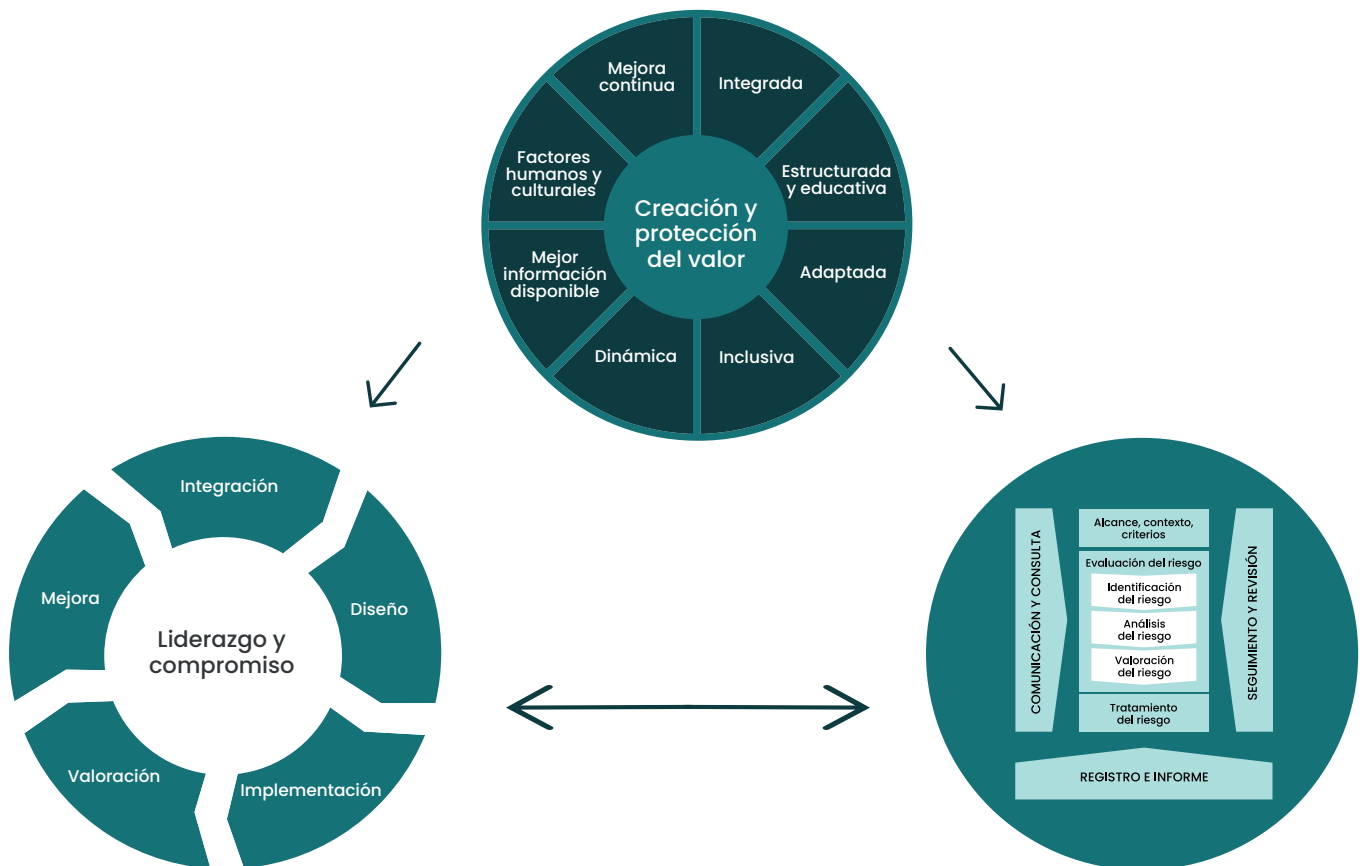 Mejora
continua
Integrada
Factores
humanos y
culturales
Estructurada
y educativa
Creación y
protección
del valor
Mejor
información
disponible
Adaptada
Dinámica
Inclusiva
Integración
Mejora
Diseño
Liderazgo y
compromiso
Valoración
Implementación
COMUNICACIÓN Y CONSULTA
Alcance, contexto,
criterios
Evaluación del riesgo
Identificación
del riesgo
Análisis
del riesgo
Valoración
del riesgo
Tratamiento
del riesgo
SEGUIMIENTO Y REVISIÓN
REGISTRO E INFORME